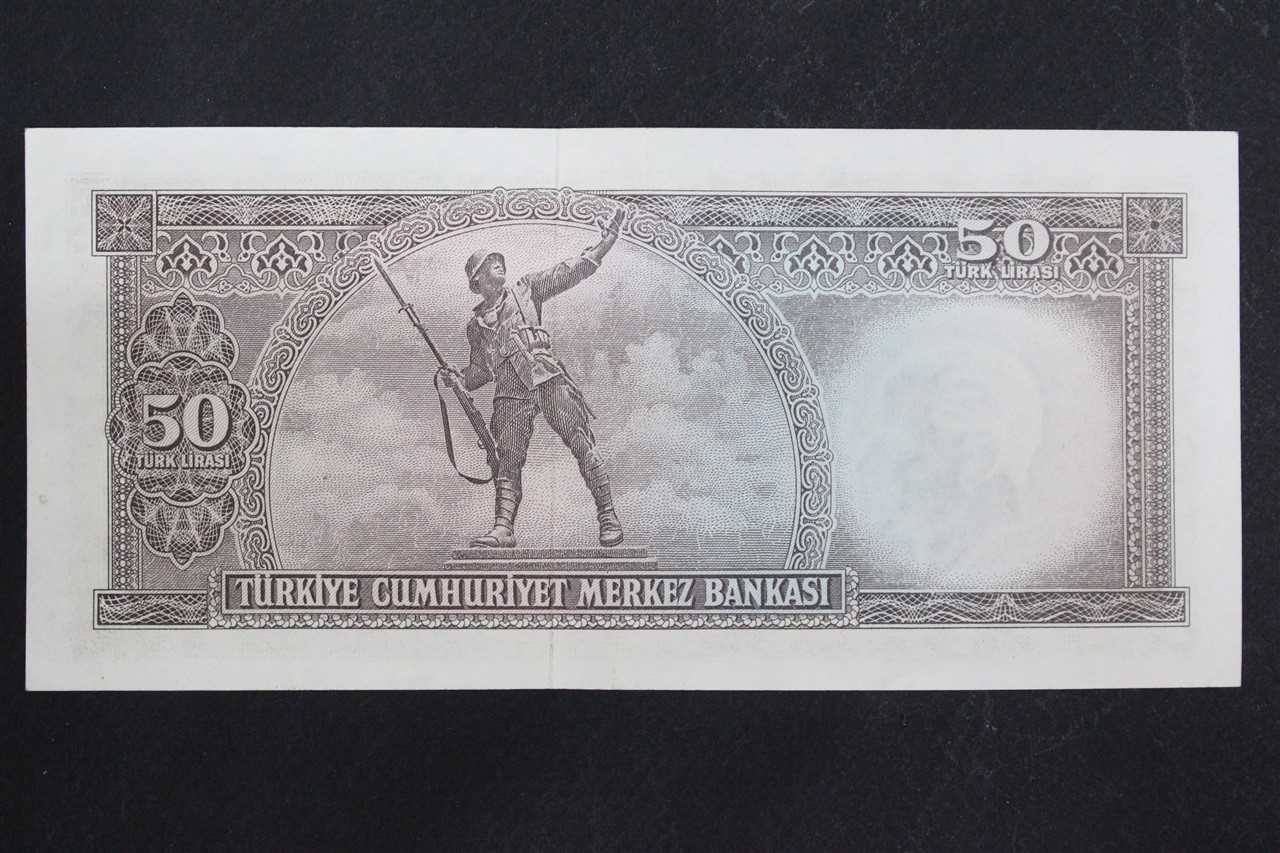 50
TÜRK LİRASI
50
TÜRK LİRASI
TÜRKİYE CUMHURİYET MERKEZ BANKASI